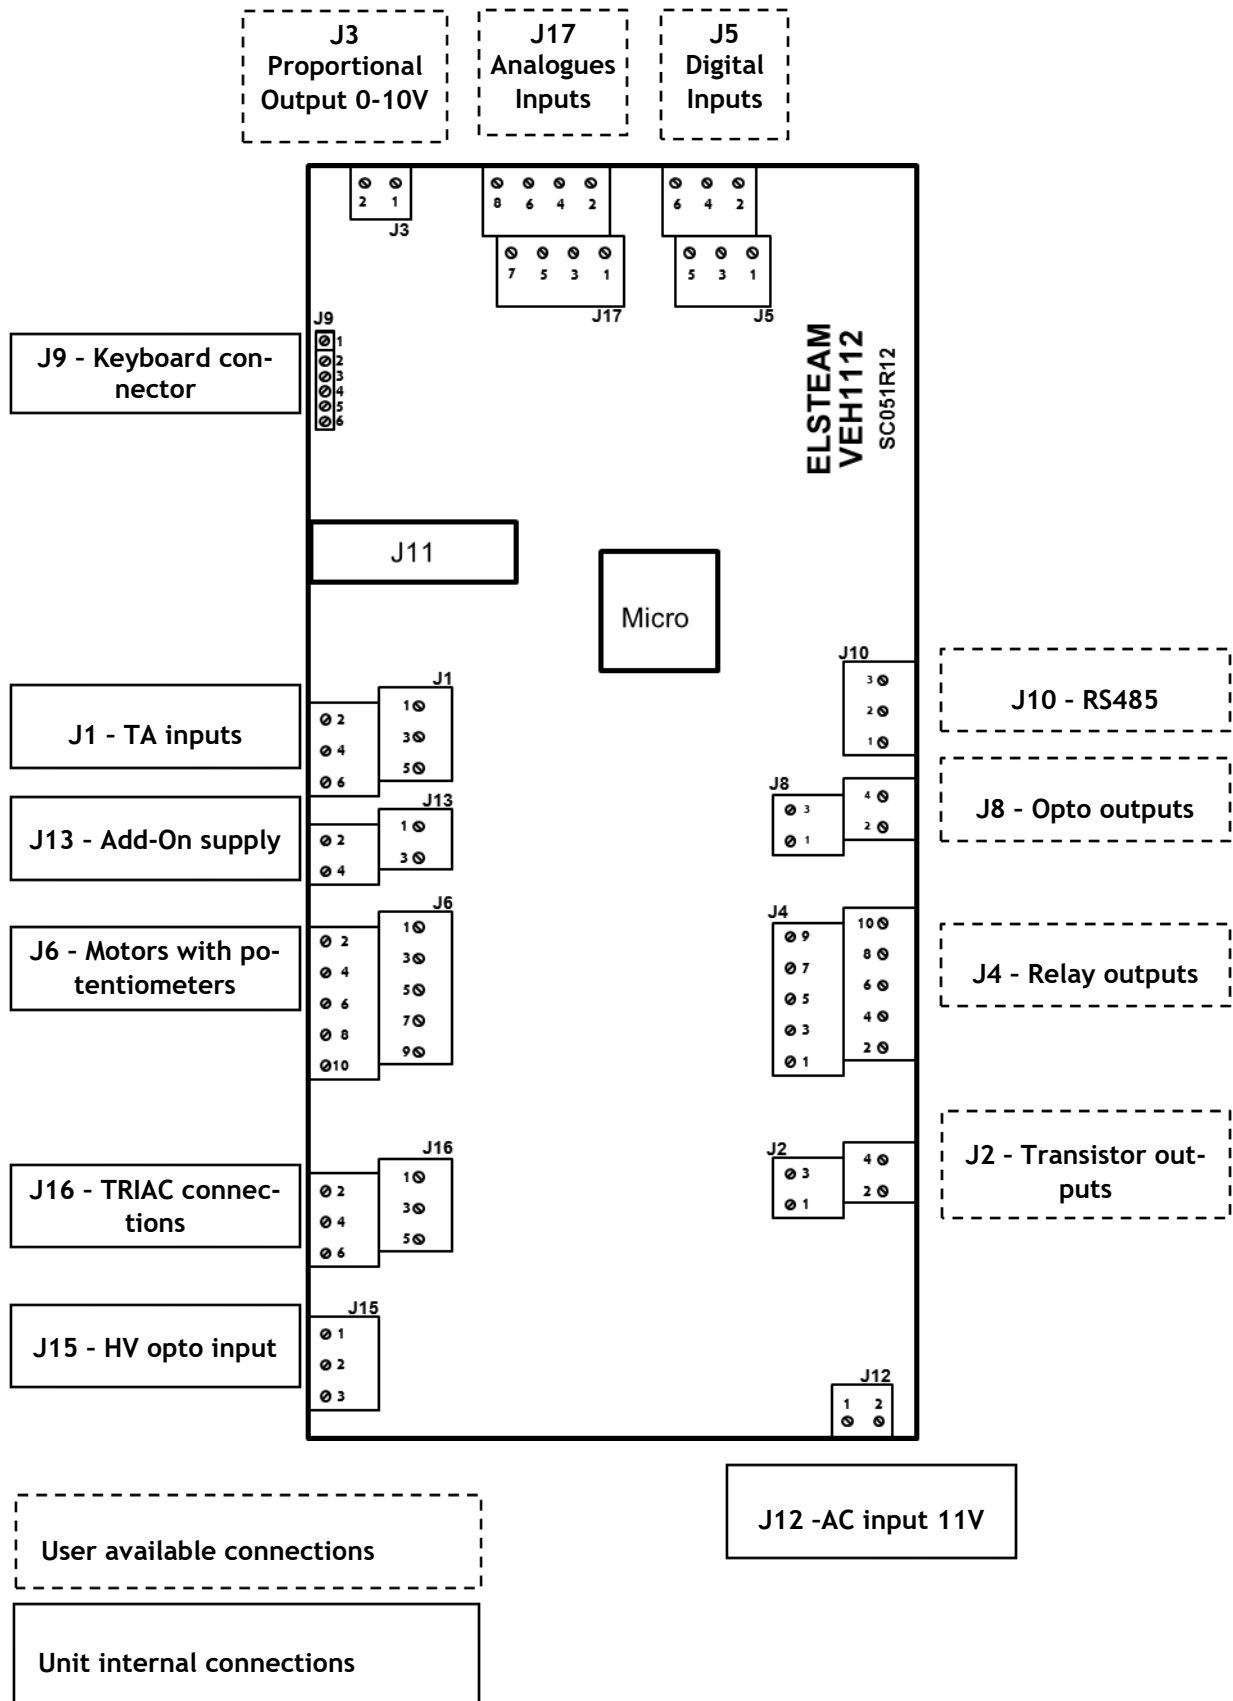 J3
Proportional
Output 0-10V
J17
Analogues
Inputs
J5
Digital
Inputs
2 1
J3
8 6 4 2
7 5 3 1
J17
6 4 2
5 3 1
J5
ELSTEAM
VEH1112
SC051R12
J9
1
2
3
4
5
6
J9 - Keyboard con-
nector
J11
Micro
J1 - TA inputs
J1
2
4
6
1
3
5
J13 - Add-On supply
J13
2
4
1
3
J6 - Motors with po-
tentiometers
J6
2
4
6
8
10
1
3
5
7
9
J16 - TRIAC connec-
tions
J16
2
4
6
1
3
5
J15 - HV opto input
J15
1
2
3
J10
3
2
1
J10 - RS485
J8
3
1
4
2
J8 - Opto outputs
J4
9
7
5
3
1
10
8
6
4
2
J4 - Relay outputs
J2
3
1
4
2
J2 - Transistor out-
puts
J12
1 2
J12 -AC input 11V
User available connections
Unit internal connections